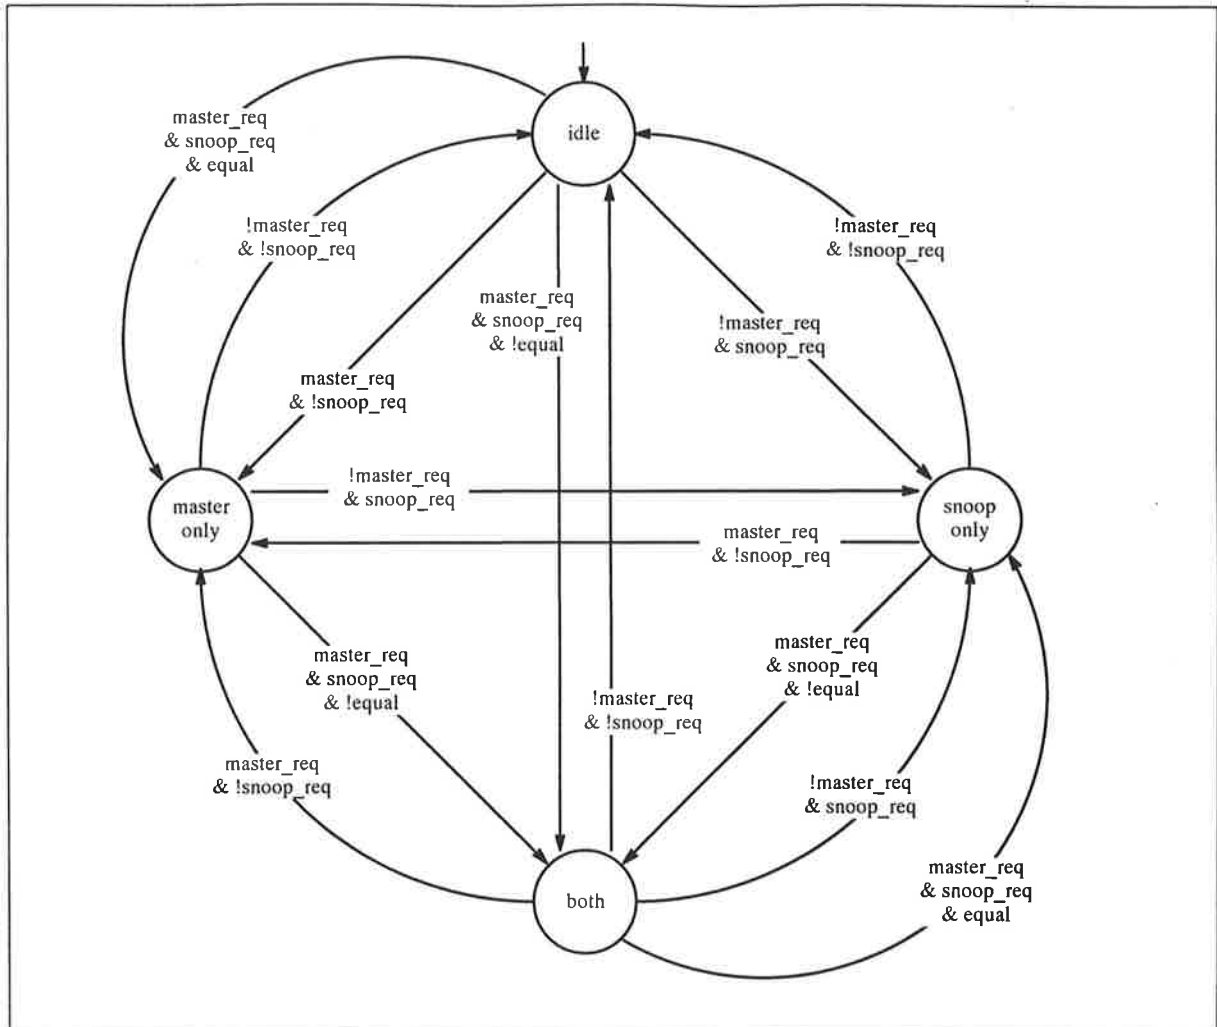 idle
master_req
& snoop_req
& equal
!master_req
& !snoop_req
!master_req
& !snoop_req
master_req
& snoop_req
& !equal
!master_req
& snoop_req
master_req
& !snoop_req
!master_req
& snoop_req
master
only
snoop
only
master_req
& !snoop_req
master_req
& snoop_req
& !equal
master_req
& snoop_req
& !equal
!master_req
& !snoop_req
master_req
& !snoop_req
!master_req
& snoop_req
both
master_req
& snoop_req
& equal